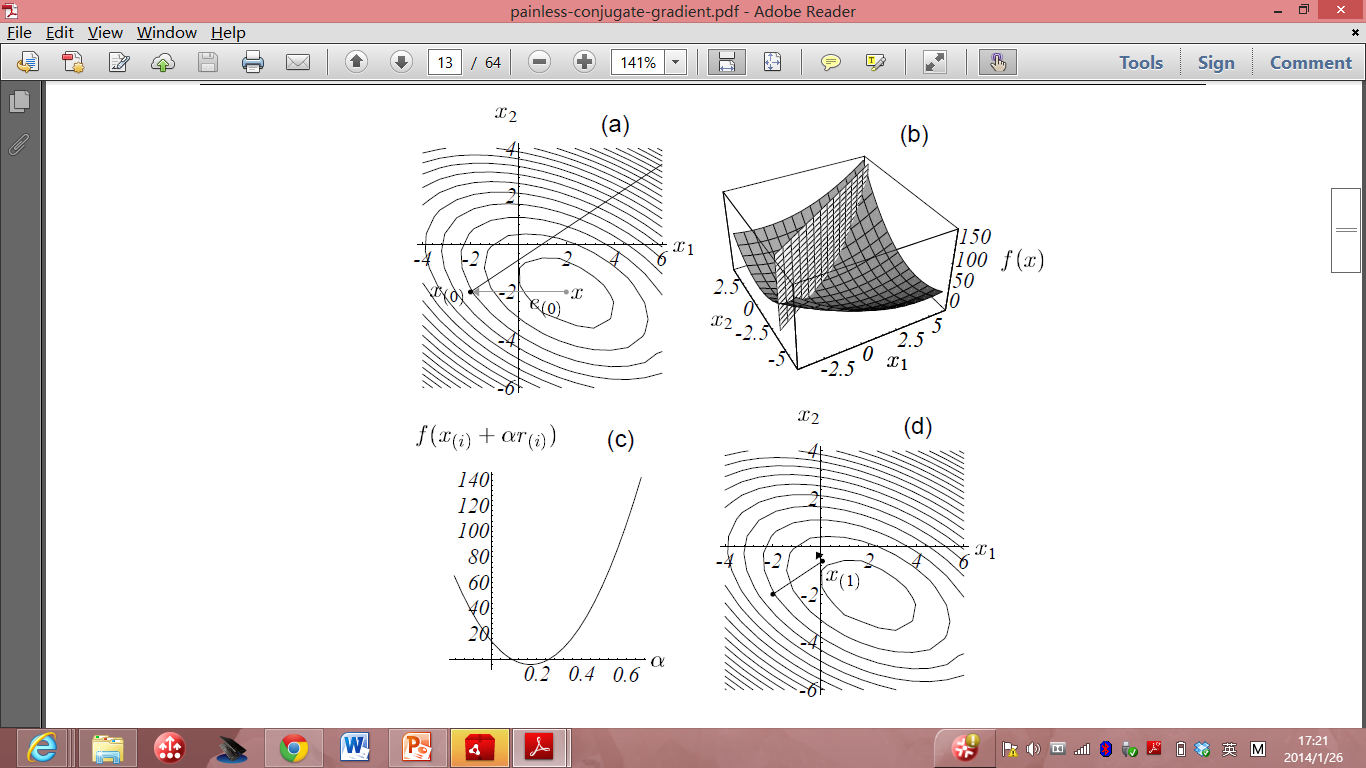 painless-conjugate-gradient.pdf - Adobe Reader
File Edit View Window Help
13 / 64 141% Tools Sign Comment
x2 (a)
4
2
-4 -2 2 4 6 x1
x(0) -2 e(0) x
-4
-6
(b)
150
100
50
0
f(x)
2.5
0
-2.5
-5
x2
-2.5 0 2.5 5
x1
f(x(i) + αr(i)) (c)
140
120
100
80
60
40
20
0.2 0.4 0.6 α
x2 (d)
4
2
-4 -2 2 4 6 x1
x(1)
-2
-4
-6
英 M
17:21
2014/1/26